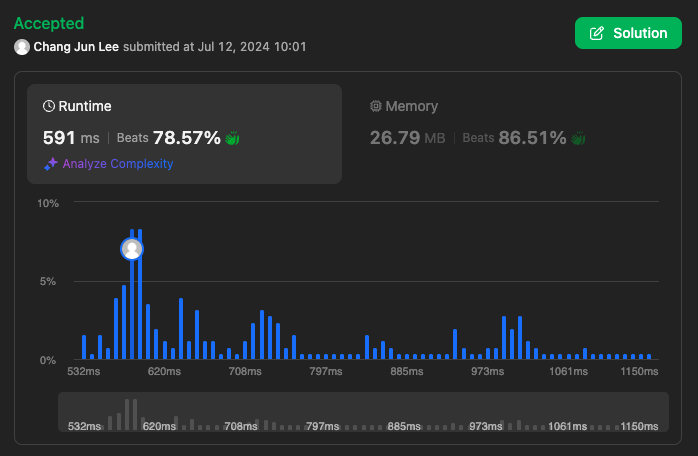 Accepted
Chang Jun Lee submitted at Jul 12, 2024 10:01
Solution
Runtime
591 ms | Beats 78.57%
Analyze Complexity
Memory
26.79 MB | Beats 86.51%
10%
5%
0%
532ms 620ms 708ms 797ms 885ms 973ms 1061ms 1150ms
532ms 620ms 708ms 797ms 885ms 973ms 1061ms 1150ms